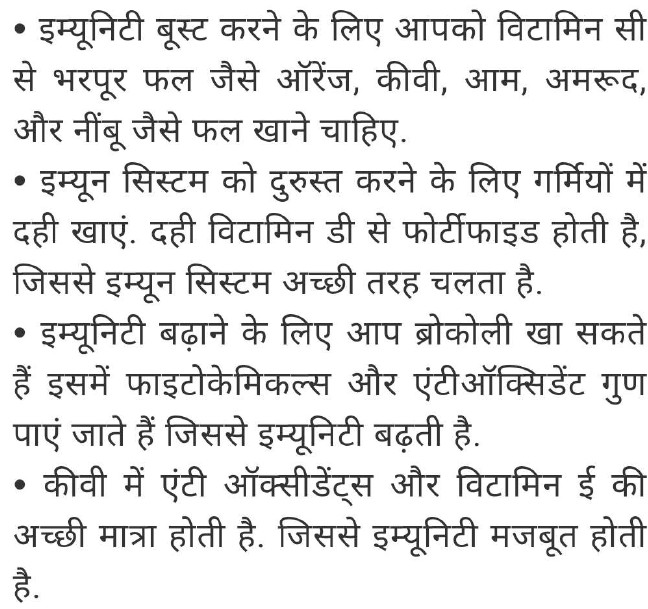 • इम्यूनिटी बूस्ट करने के लिए आपको विटामिन सी
से भरपूर फल जैसे ऑरेंज, कीवी, आम, अमरूद,
और नींबू जैसे फल खाने चाहिए.
• इम्यून सिस्टम को दुरुस्त करने के लिए गर्मियों में
दही खाएं. दही विटामिन डी से फोर्टीफाइड होती है,
जिससे इम्यून सिस्टम अच्छी तरह चलता है.
• इम्यूनिटी बढ़ाने के लिए आप ब्रोकोली खा सकते
हैं इसमें फाइटोकेमिकल्स और एंटीऑक्सिडेंट गुण
पाएं जाते हैं जिससे इम्यूनिटी बढ़ती है.
• कीवी में एंटी ऑक्सीडेंट्स और विटामिन ई की
अच्छी मात्रा होती है. जिससे इम्यूनिटी मजबूत होती
है.